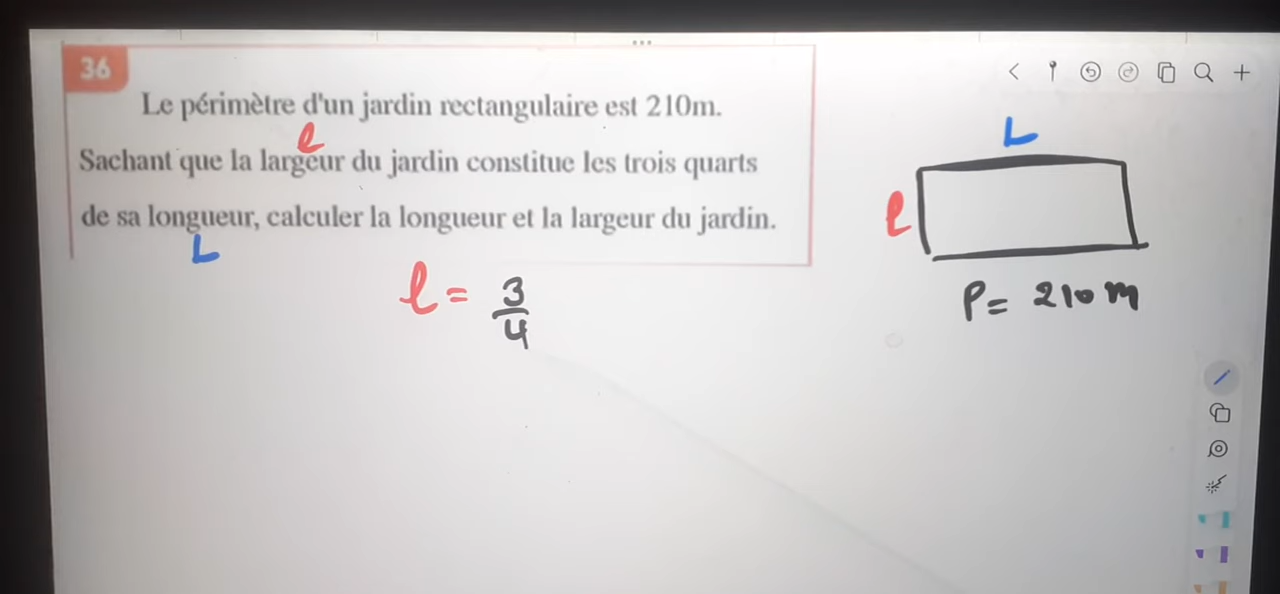 36
Le périmètre d'un jardin rectangulaire est 210m.
l
Sachant que la largeur du jardin constitue les trois quarts
de sa longueur, calculer la longueur et la largeur du jardin.
L
l = 3/4
L
l
P = 210 m